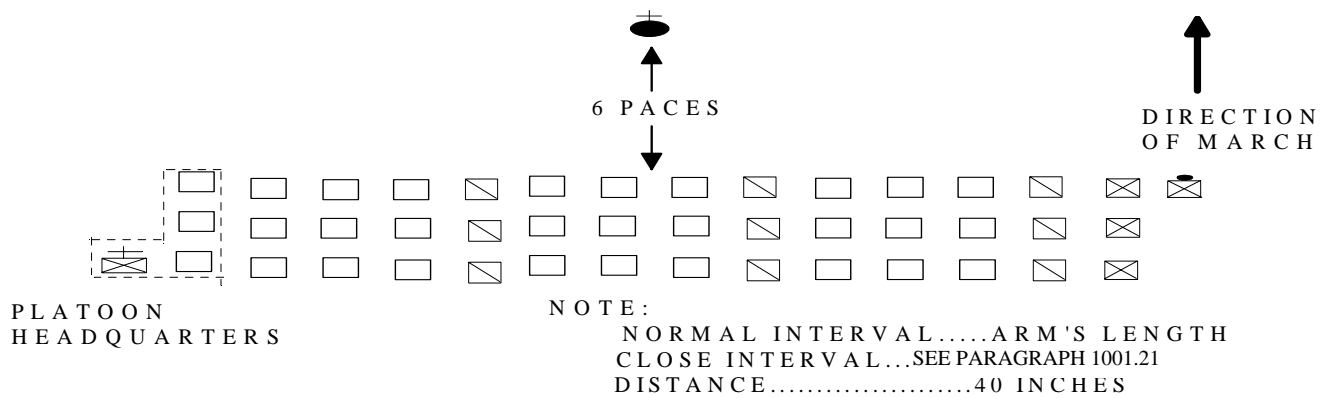 6 PACES
DIRECTION
OF MARCH
PLATOON
HEADQUARTERS
NOTE:
NORMAL INTERVAL.....ARM'S LENGTH
CLOSE INTERVAL...SEE PARAGRAPH 1001.21
DISTANCE......................40 INCHES